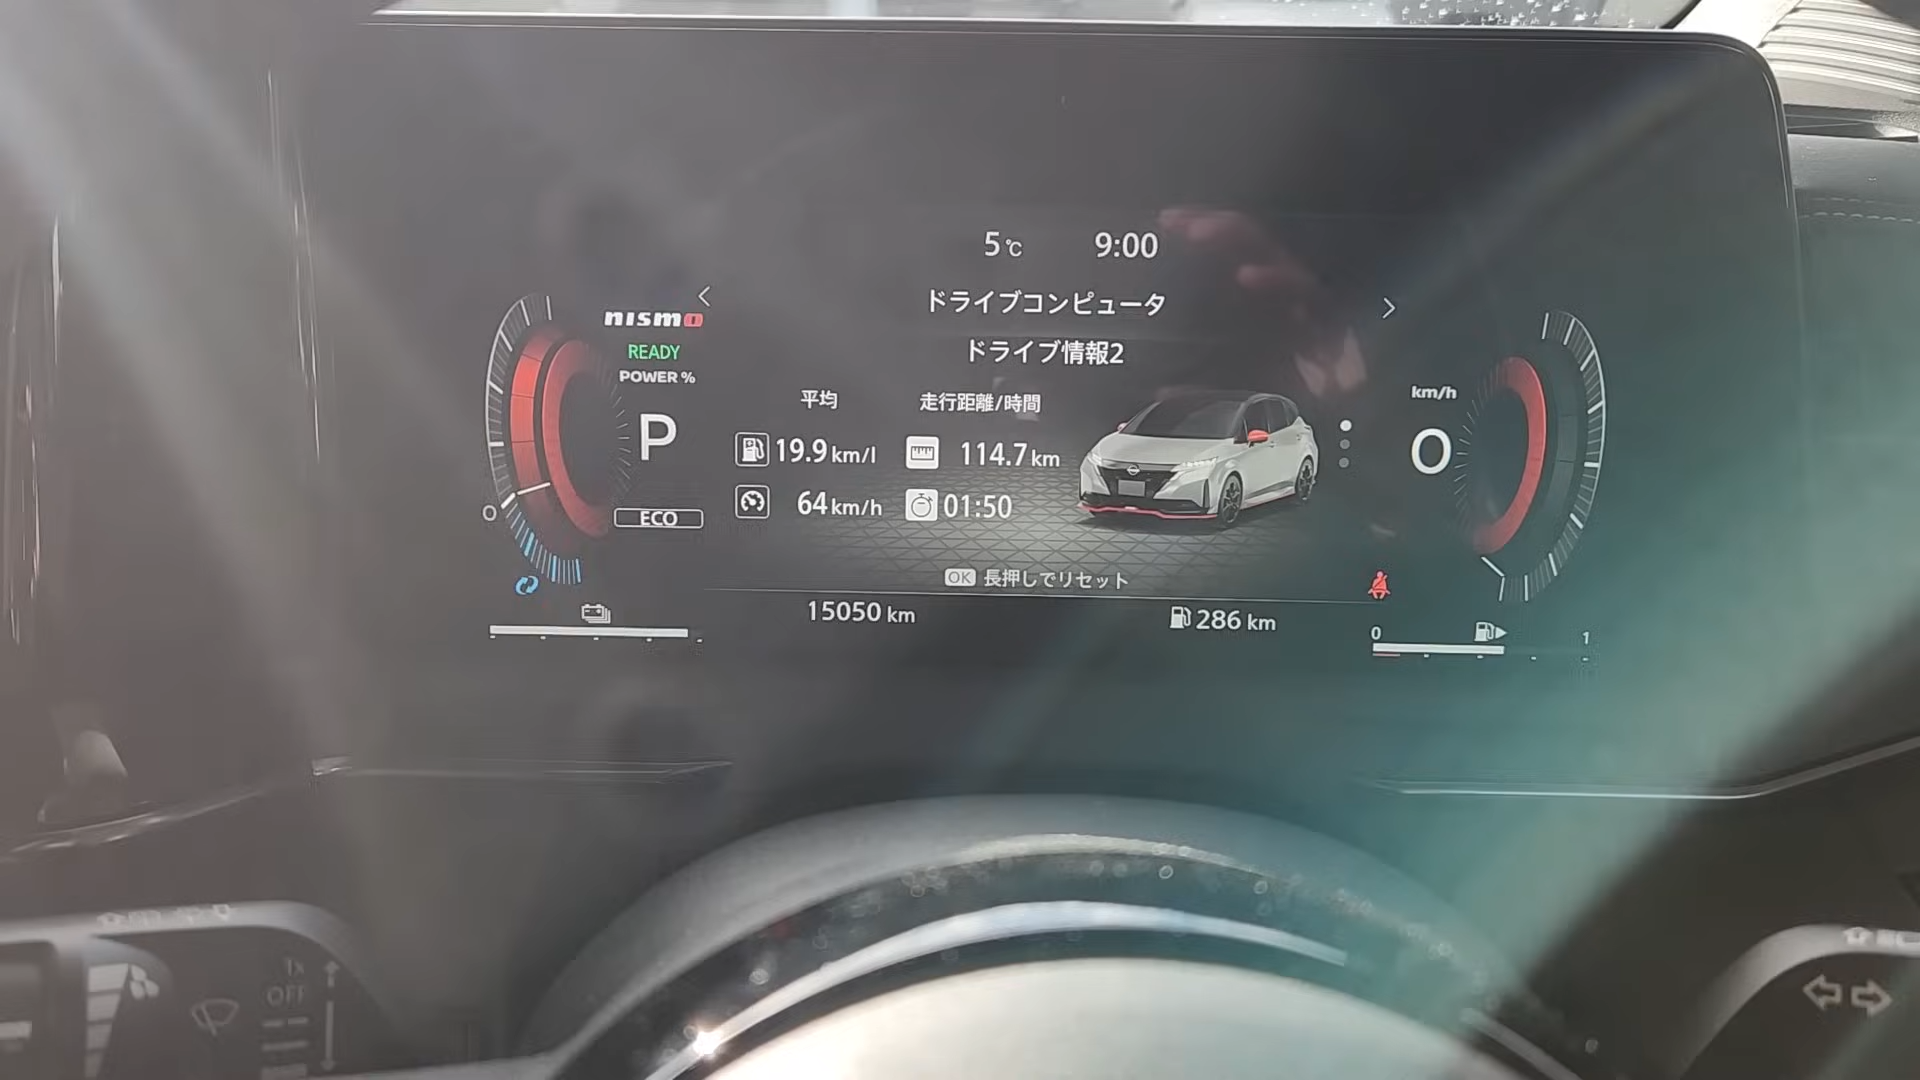 5℃ 9:00
ドライブコンピュータ
nismo
READY
ドライブ情報2
POWER %
平均 走行距離/時間
km/h
P
19.9 km/l 114.7 km
0
64 km/h 01:50
0
ECO
OK 長押しでリセット
15050 km 286 km
0 1
1x
OFF